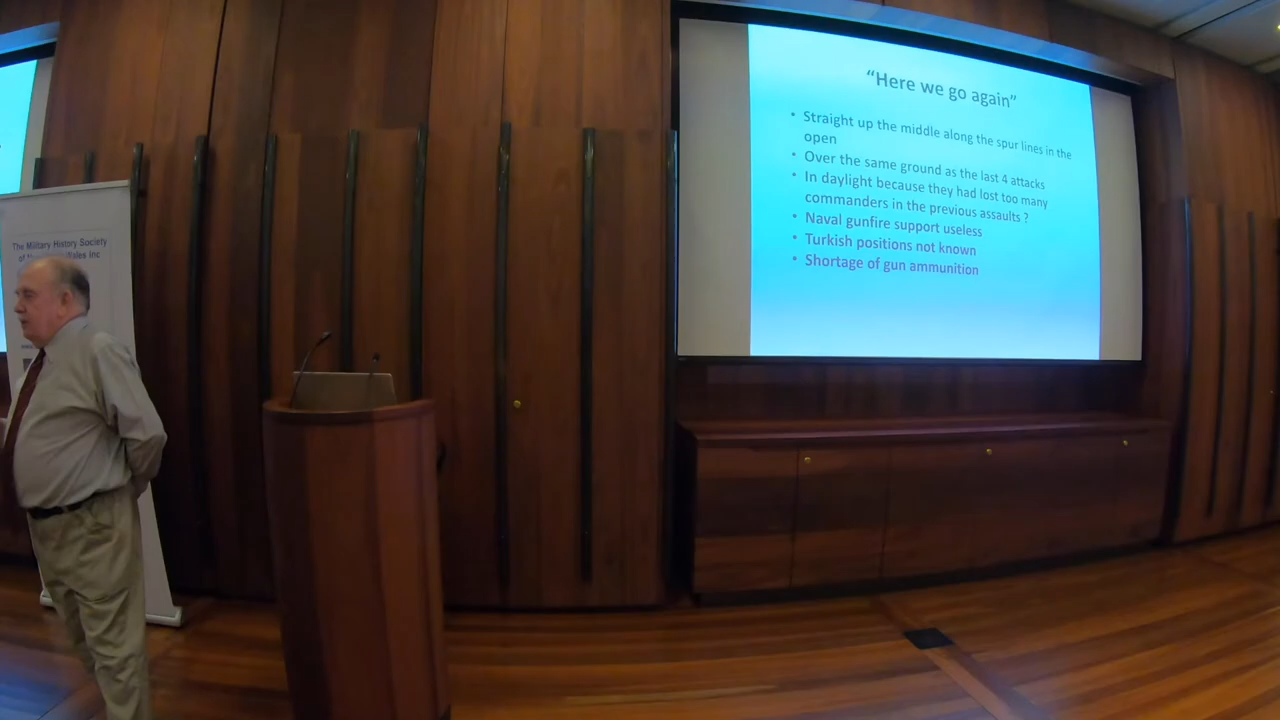 The Military History Society
of Wales Inc
"Here we go again"
• Straight up the middle along the spur lines in the
open
• Over the same ground as the last 4 attacks
• In daylight because they had lost too many
commanders in the previous assaults ?
• Naval gunfire support useless
• Turkish positions not known
• Shortage of gun ammunition